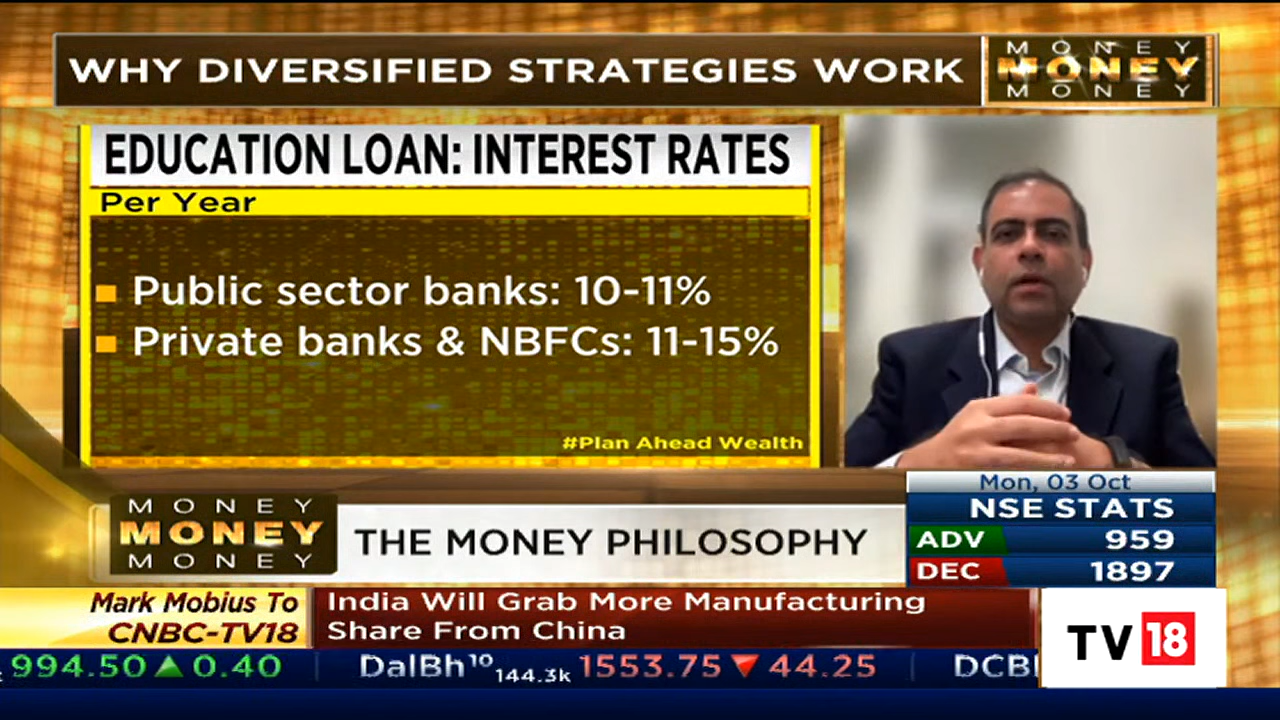 WHY DIVERSIFIED STRATEGIES WORK
MONEY
MONEY
MONEY
EDUCATION LOAN: INTEREST RATES
Per Year
Public sector banks: 10-11%
Private banks & NBFCs: 11-15%
#Plan Ahead Wealth
MONEY
MONEY
MONEY
THE MONEY PHILOSOPHY
Mon, 03 Oct
NSE STATS
ADV 959
DEC 1897
Mark Mobius To
CNBC-TV18
India Will Grab More Manufacturing
Share From China
TV18
994.50 ▲ 0.40 DalBh¹⁰ 144.3k 1553.75 ▼ 44.25 DCB